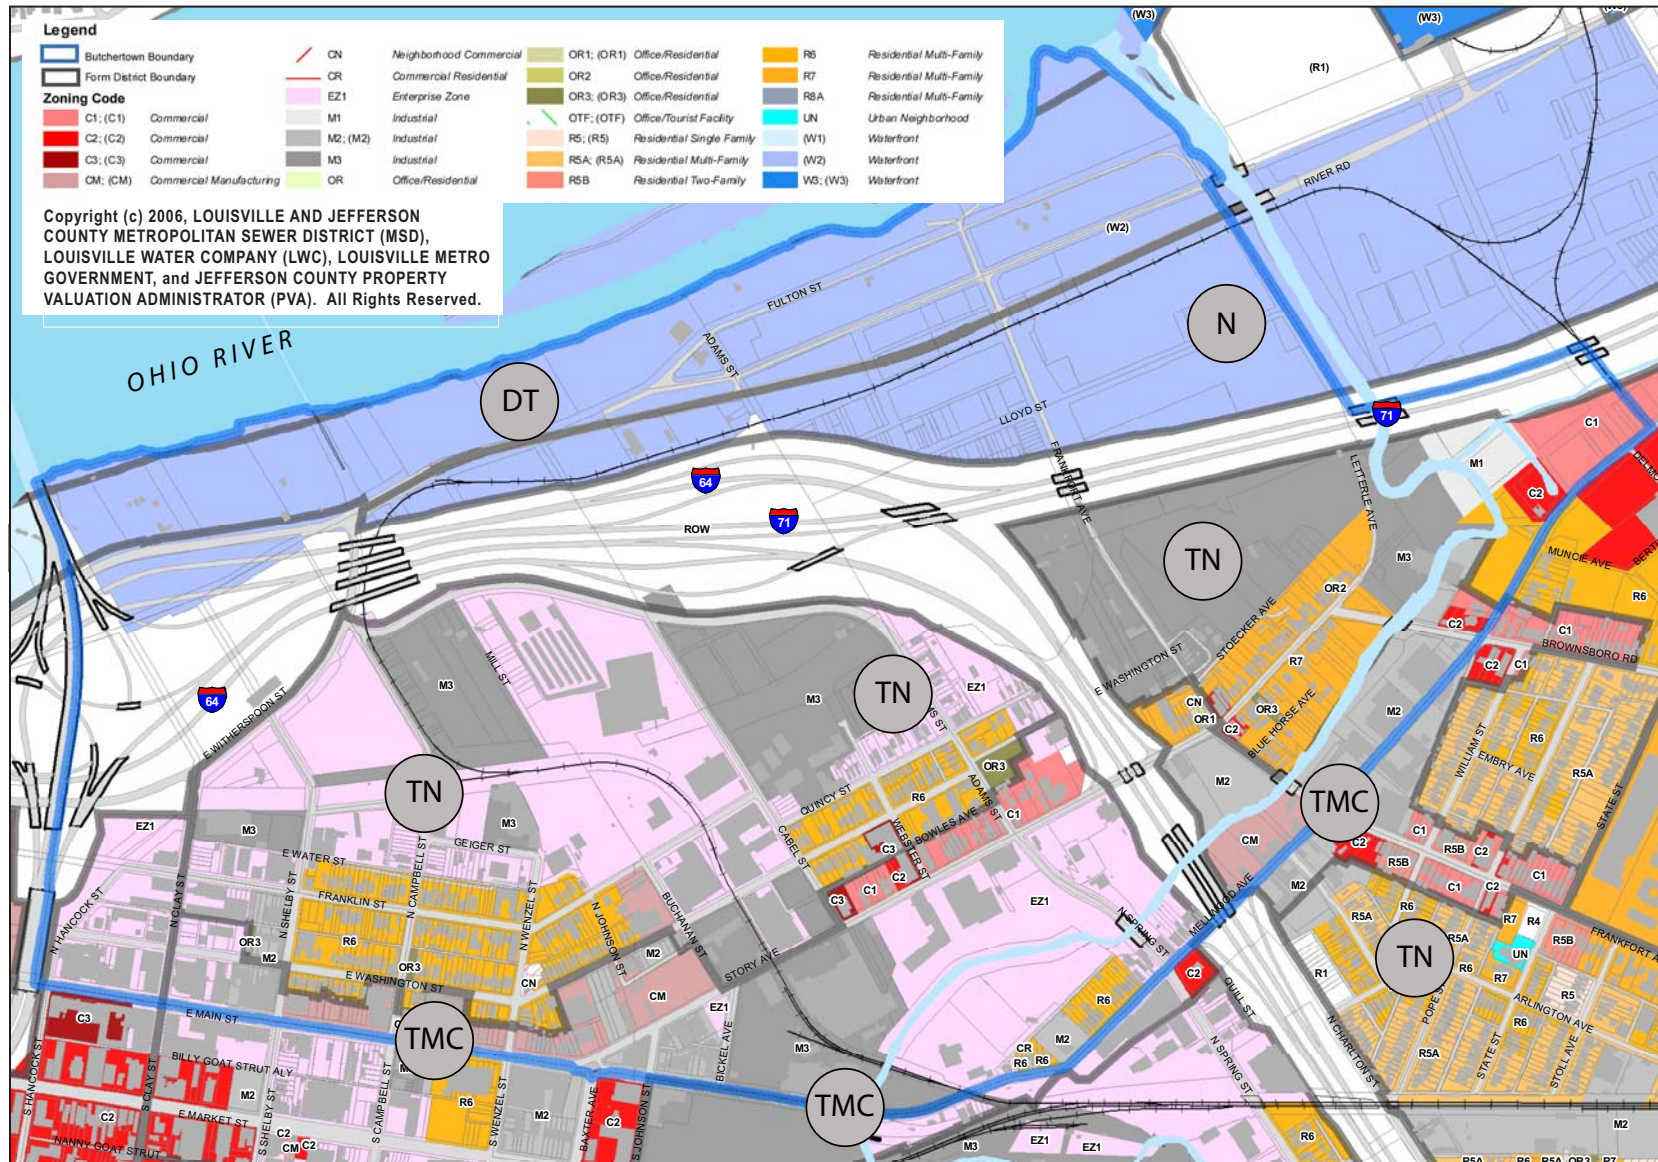 Legend
Butchertown Boundary
Form District Boundary
Zoning Code
C1; (C1) Commercial
C2; (C2) Commercial
C3; (C3) Commercial
CM; (CM) Commercial Manufacturing
CN Neighborhood Commercial
CR Commercial Residential
EZ1 Enterprise Zone
M1 Industrial
M2; (M2) Industrial
M3 Industrial
OR Office/Residential
OR1; (OR1) Office/Residential
OR2 Office/Residential
OR3; (OR3) Office/Residential
OTF; (OTF) Office/Tourist Facility
R5; (R5) Residential Single Family
R5A; (R5A) Residential Multi-Family
R5B Residential Two-Family
R6 Residential Multi-Family
R7 Residential Multi-Family
R8A Residential Multi-Family
UN Urban Neighborhood
(W1) Waterfront
(W2) Waterfront
W3; (W3) Waterfront
Copyright (c) 2006, LOUISVILLE AND JEFFERSON
COUNTY METROPOLITAN SEWER DISTRICT (MSD),
LOUISVILLE WATER COMPANY (LWC), LOUISVILLE METRO
GOVERNMENT, and JEFFERSON COUNTY PROPERTY
VALUATION ADMINISTRATOR (PVA). All Rights Reserved.
(W3)
(W3)
(R1)
RIVER RD
(W2)
FULTON ST
ADAMS ST
N
OHIO RIVER
DT
LLOYD ST
71
C1
FRANKFORT AVE
LETTERLE AVE
M1
C2
64
71
ROW
TN
M3
MUNCIE AVE
R6
OR2
STOECKER AVE
C2
C1
BROWNSBORO RD
R7
E WASHINGTON ST
C2
C1
MILL ST
M3
M3
TN
EZ1
64
E WITHERSPOON ST
CN
OR1
OR3
C2
BLUE HORSE AVE
M2
WILLIAM ST
R6
EMBRY AVE
R5A
STATE ST
OR3
ADAMS ST
TN
QUINCY ST
R6
M2
TMC
EZ1
M3
M3
GEIGER ST
CABEL ST
WEBSTER ST
BOWLES AVE
C1
C3
CM
C2
C1
R5B
R5B
C2
E WATER ST
N CAMPBELL ST
N WENZEL ST
FRANKLIN ST
N SHELBY ST
N CLAY ST
N HANCOCK ST
C1
C2
C3
C1
C2
C1
M2
MELLWOOD AVE
R6
R5A
R7
R4
R5B
FRANKFORT A
N JOHNSON ST
BUCHANAN ST
EZ1
N SPRING ST
R6
OR3
M2
M2
STORY AVE
R5A
R6
R7
UN
TN
R1
R5
OR3
E WASHINGTON ST
CN
CM
C2
QUILL ST
R6
ARLINGTON AVE
POPE S
STATE ST
R6
STOLL AVE
N CHARLTON ST
R5A
C3
E MAIN ST
EZ1
BICKEL AVE
TMC
M3
M2
CR
R6
R6
N SPRING ST
BILLY GOAT STRUT ALY
S HANCOCK ST
S CLAY ST
M2
E MARKET ST
C2
NANNY GOAT STRUT
S SHELBY ST
C2
CM
C2
S CAMPBELL ST
R6
S WENZEL ST
M2
BAXTER AVE
C2
S JOHNSON ST
TMC
M3
EZ1
EZ1
R6
M2
R5A
R6
R5A
OR3
R7